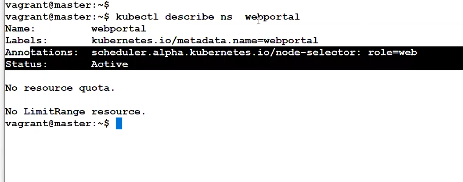 vagrant@master:~$
vagrant@master:~$ kubectl describe ns  webportal
Name:         webportal
Labels:       kubernetes.io/metadata.name=webportal
Annotations:  scheduler.alpha.kubernetes.io/node-selector: role=web
Status:       Active
No resource quota.
No LimitRange resource.
vagrant@master:~$